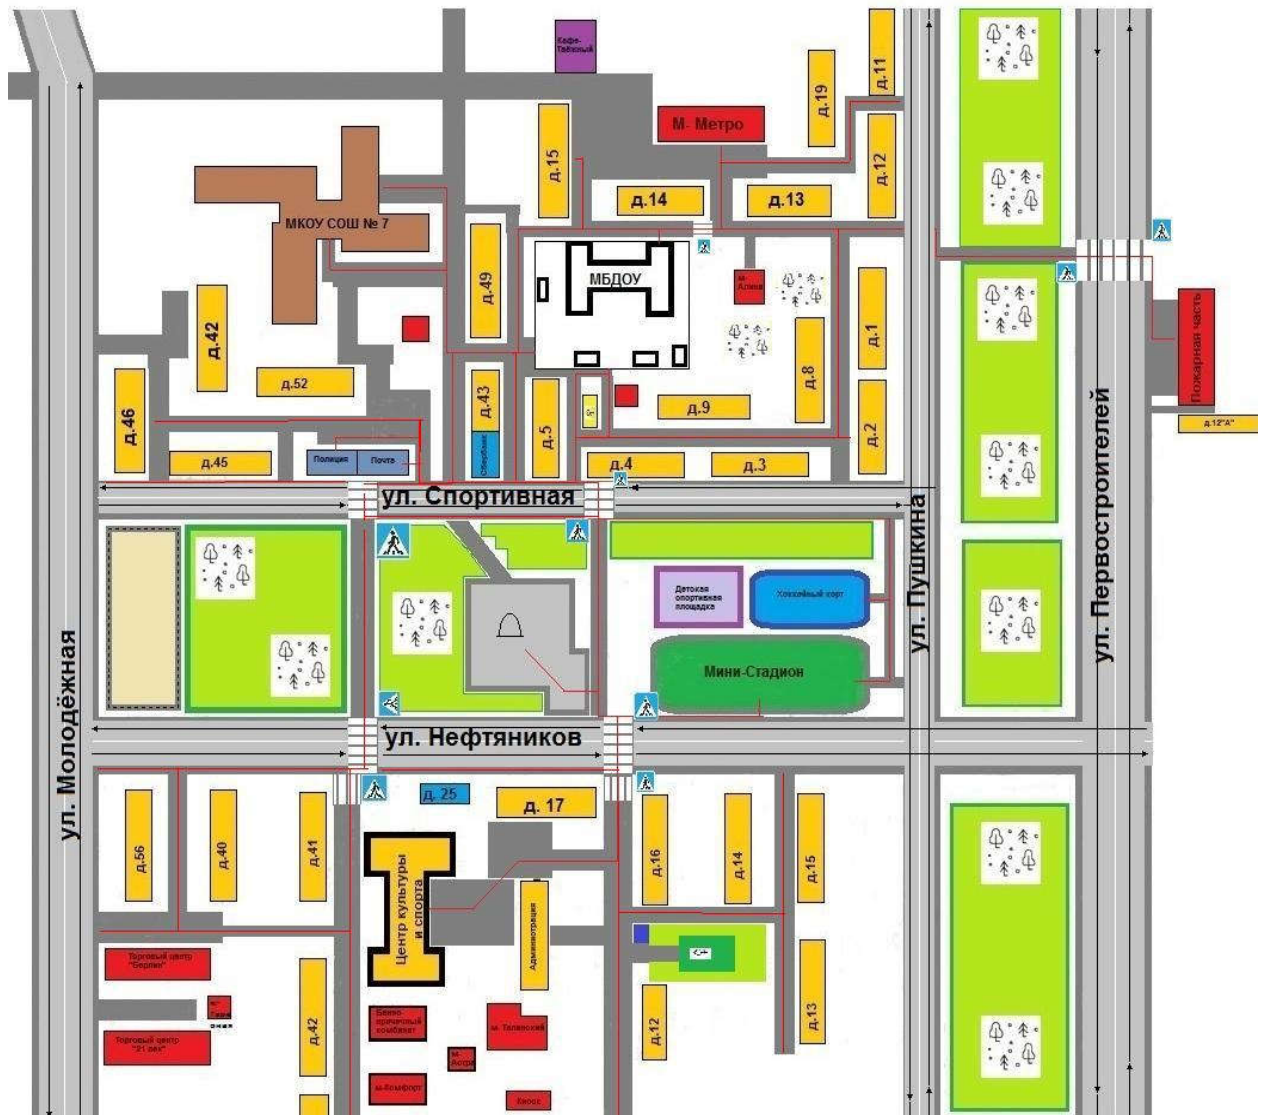 Кафе-
Таёжный
д.11
д.19
М- Метро
д.15
д.12
д.14
д.13
МКОУ СОШ № 7
д.49
МБДОУ
м-
д.42
д.1
Пожарная часть
д.8
д.52
д.46
д.43
д.5
д.9
д.2
д.12"А"
Сбербанк
д.45
Полиция
Почта
д.4
д.3
ул. Спортивная
ул. Пушкина
ул. Первостроителей
Детская
спортивная
площадка
Хоккейный корт
Мини-Стадион
ул. Молодёжная
ул. Нефтяников
д. 25
д. 17
д.56
д.40
д.41
д.16
д.14
д.15
Центр культуры
и спорта
Администрация
Торговый центр
"Берлин"
д.42
Торговый центр
"21 век"
Банно-
прачечный
комбинат
д.12
д.13
м-Комфорт
Киоск